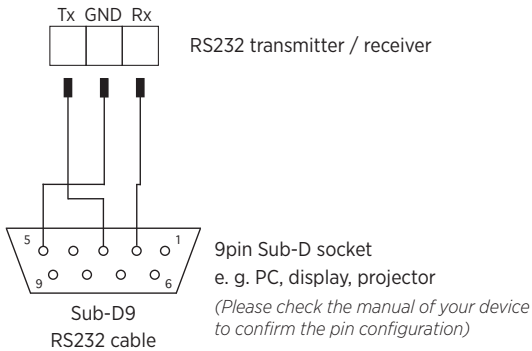 Tx GND Rx
RS232 transmitter / receiver
5
1
9
6
9pin Sub-D socket
e. g. PC, display, projector
(Please check the manual of your device
to confirm the pin configuration)
Sub-D9
RS232 cable